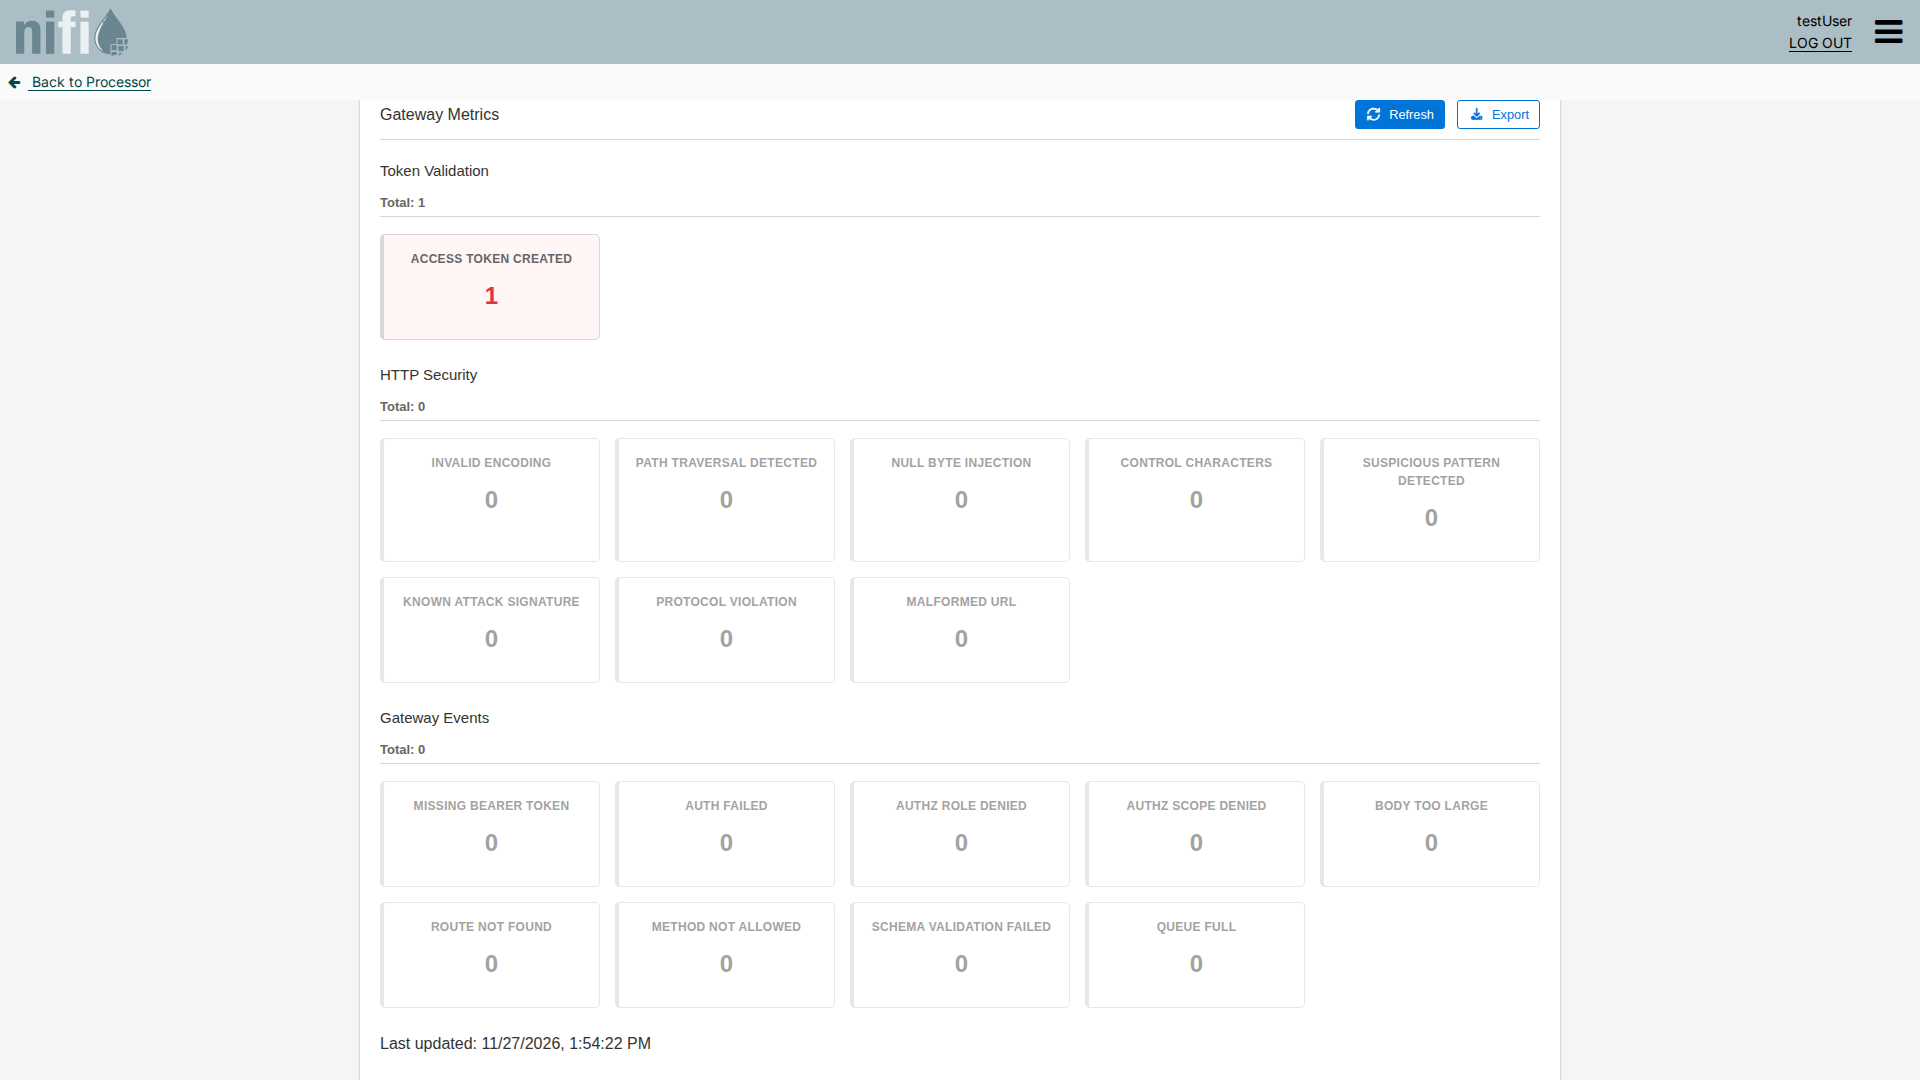 nifi
testUser
LOG OUT
Back to Processor
Gateway Metrics
Refresh
Export
Token Validation
Total: 1
ACCESS TOKEN CREATED
1
HTTP Security
Total: 0
INVALID ENCODING
0
PATH TRAVERSAL DETECTED
0
NULL BYTE INJECTION
0
CONTROL CHARACTERS
0
SUSPICIOUS PATTERN
DETECTED
0
KNOWN ATTACK SIGNATURE
0
PROTOCOL VIOLATION
0
MALFORMED URL
0
Gateway Events
Total: 0
MISSING BEARER TOKEN
0
AUTH FAILED
0
AUTHZ ROLE DENIED
0
AUTHZ SCOPE DENIED
0
BODY TOO LARGE
0
ROUTE NOT FOUND
0
METHOD NOT ALLOWED
0
SCHEMA VALIDATION FAILED
0
QUEUE FULL
0
Last updated: 11/27/2026, 1:54:22 PM